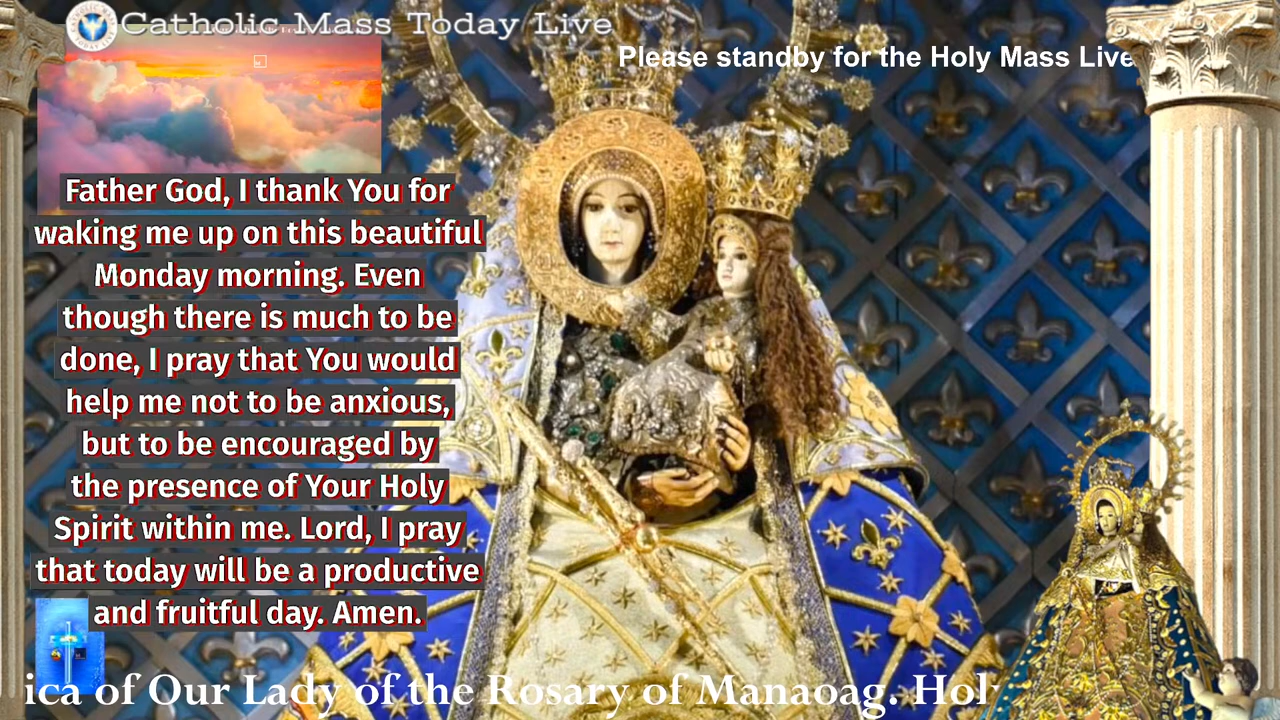 Catholic Mass Today Live
Please standby for the Holy Mass Live
Father God, I thank You for
waking me up on this beautiful
Monday morning. Even
though there is much to be
done, I pray that You would
help me not to be anxious,
but to be encouraged by
the presence of Your Holy
Spirit within me. Lord, I pray
that today will be a productive
and fruitful day. Amen.
ica of Our Lady of the Rosary of Manaoag. Holy